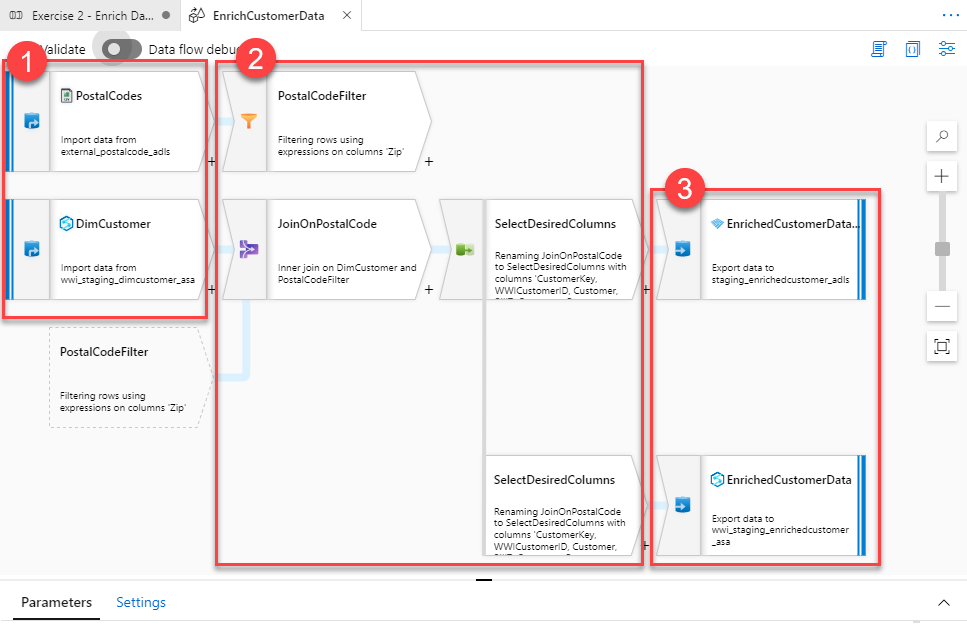 Exercise 2 - Enrich Da...
EnrichCustomerData
Validate
Data flow debug
1
2
PostalCodes
Import data from
external_postalcode_adls
+
PostalCodeFilter
Filtering rows using
expressions on columns 'Zip'
+
3
DimCustomer
Import data from
wwi_staging_dimcustomer_asa
+
JoinOnPostalCode
Inner join on DimCustomer and
PostalCodeFilter
+
SelectDesiredColumns
Renaming JoinOnPostalCode
to SelectDesiredColumns with
columns 'CustomerKey,
WWICustomerID, Customer,
+
EnrichedCustomerData...
Export data to
staging_enrichedcustomer_adls
PostalCodeFilter
Filtering rows using
expressions on columns 'Zip'
SelectDesiredColumns
Renaming JoinOnPostalCode
to SelectDesiredColumns with
columns 'CustomerKey,
WWICustomerID, Customer,
+
EnrichedCustomerData
Export data to
wwi_staging_enrichedcustomer
_asa
Parameters
Settings